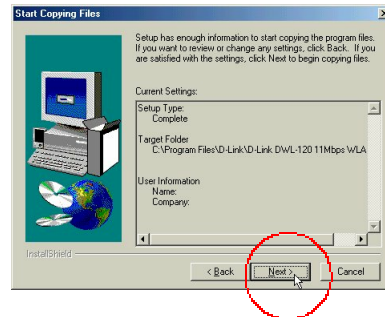 Start Copying Files
Setup has enough information to start copying the program files.
If you want to review or change any settings, click Back. If you
are satisfied with the settings, click Next to begin copying files.
Current Settings:
Setup Type:
Complete
Target Folder
C:\Program Files\D-Link\D-Link DWL-120 11Mbps WLA
User Information
Name:
Company:
InstallShield
< Back
Next >
Cancel